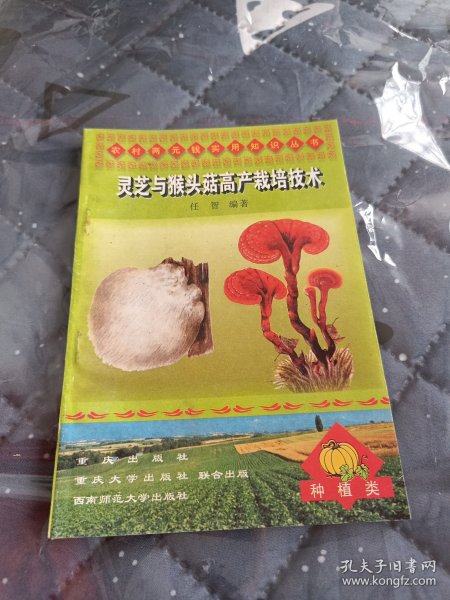 农村两元钱实用知识丛书
灵芝与猴头菇高产栽培技术
任智 编著
重庆出版社
重庆大学出版社 联合出版
西南师范大学出版社
种植类
孔夫子旧书网
www.kongfz.com